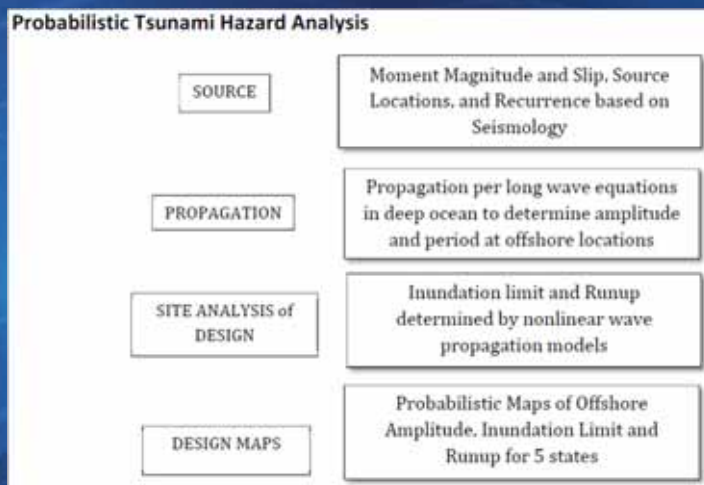 Probabilistic Tsunami Hazard Analysis
SOURCE
Moment Magnitude and Slip, Source
Locations, and Recurrence based on
Seismology
PROPAGATION
Propagation per long wave equations
in deep ocean to determine amplitude
and period at offshore locations
SITE ANALYSIS of
DESIGN
Inundation limit and Runup
determined by nonlinear wave
propagation models
DESIGN MAPS
Probabilistic Maps of Offshore
Amplitude, Inundation Limit and
Runup for 5 states